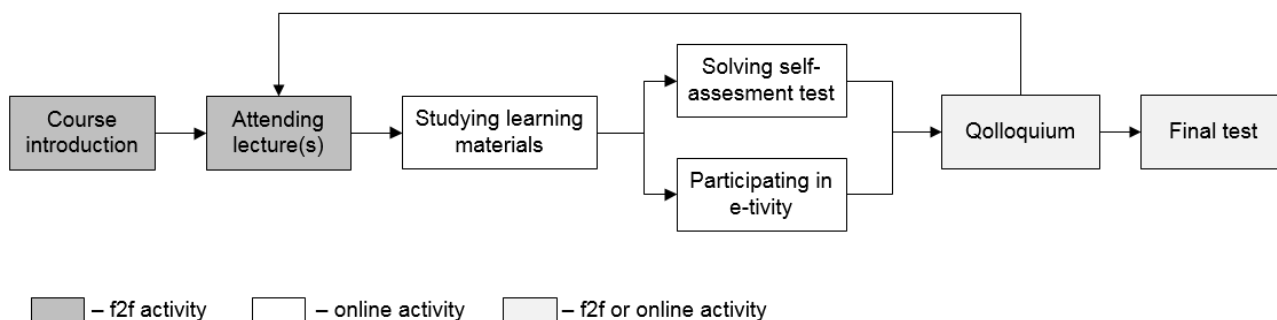 Course
introduction
Attending
lecture(s)
Studying learning
materials
Solving self-
assesment test
Participating in
e-tivity
Qolloquium
Final test
– f2f activity
– online activity
– f2f or online activity